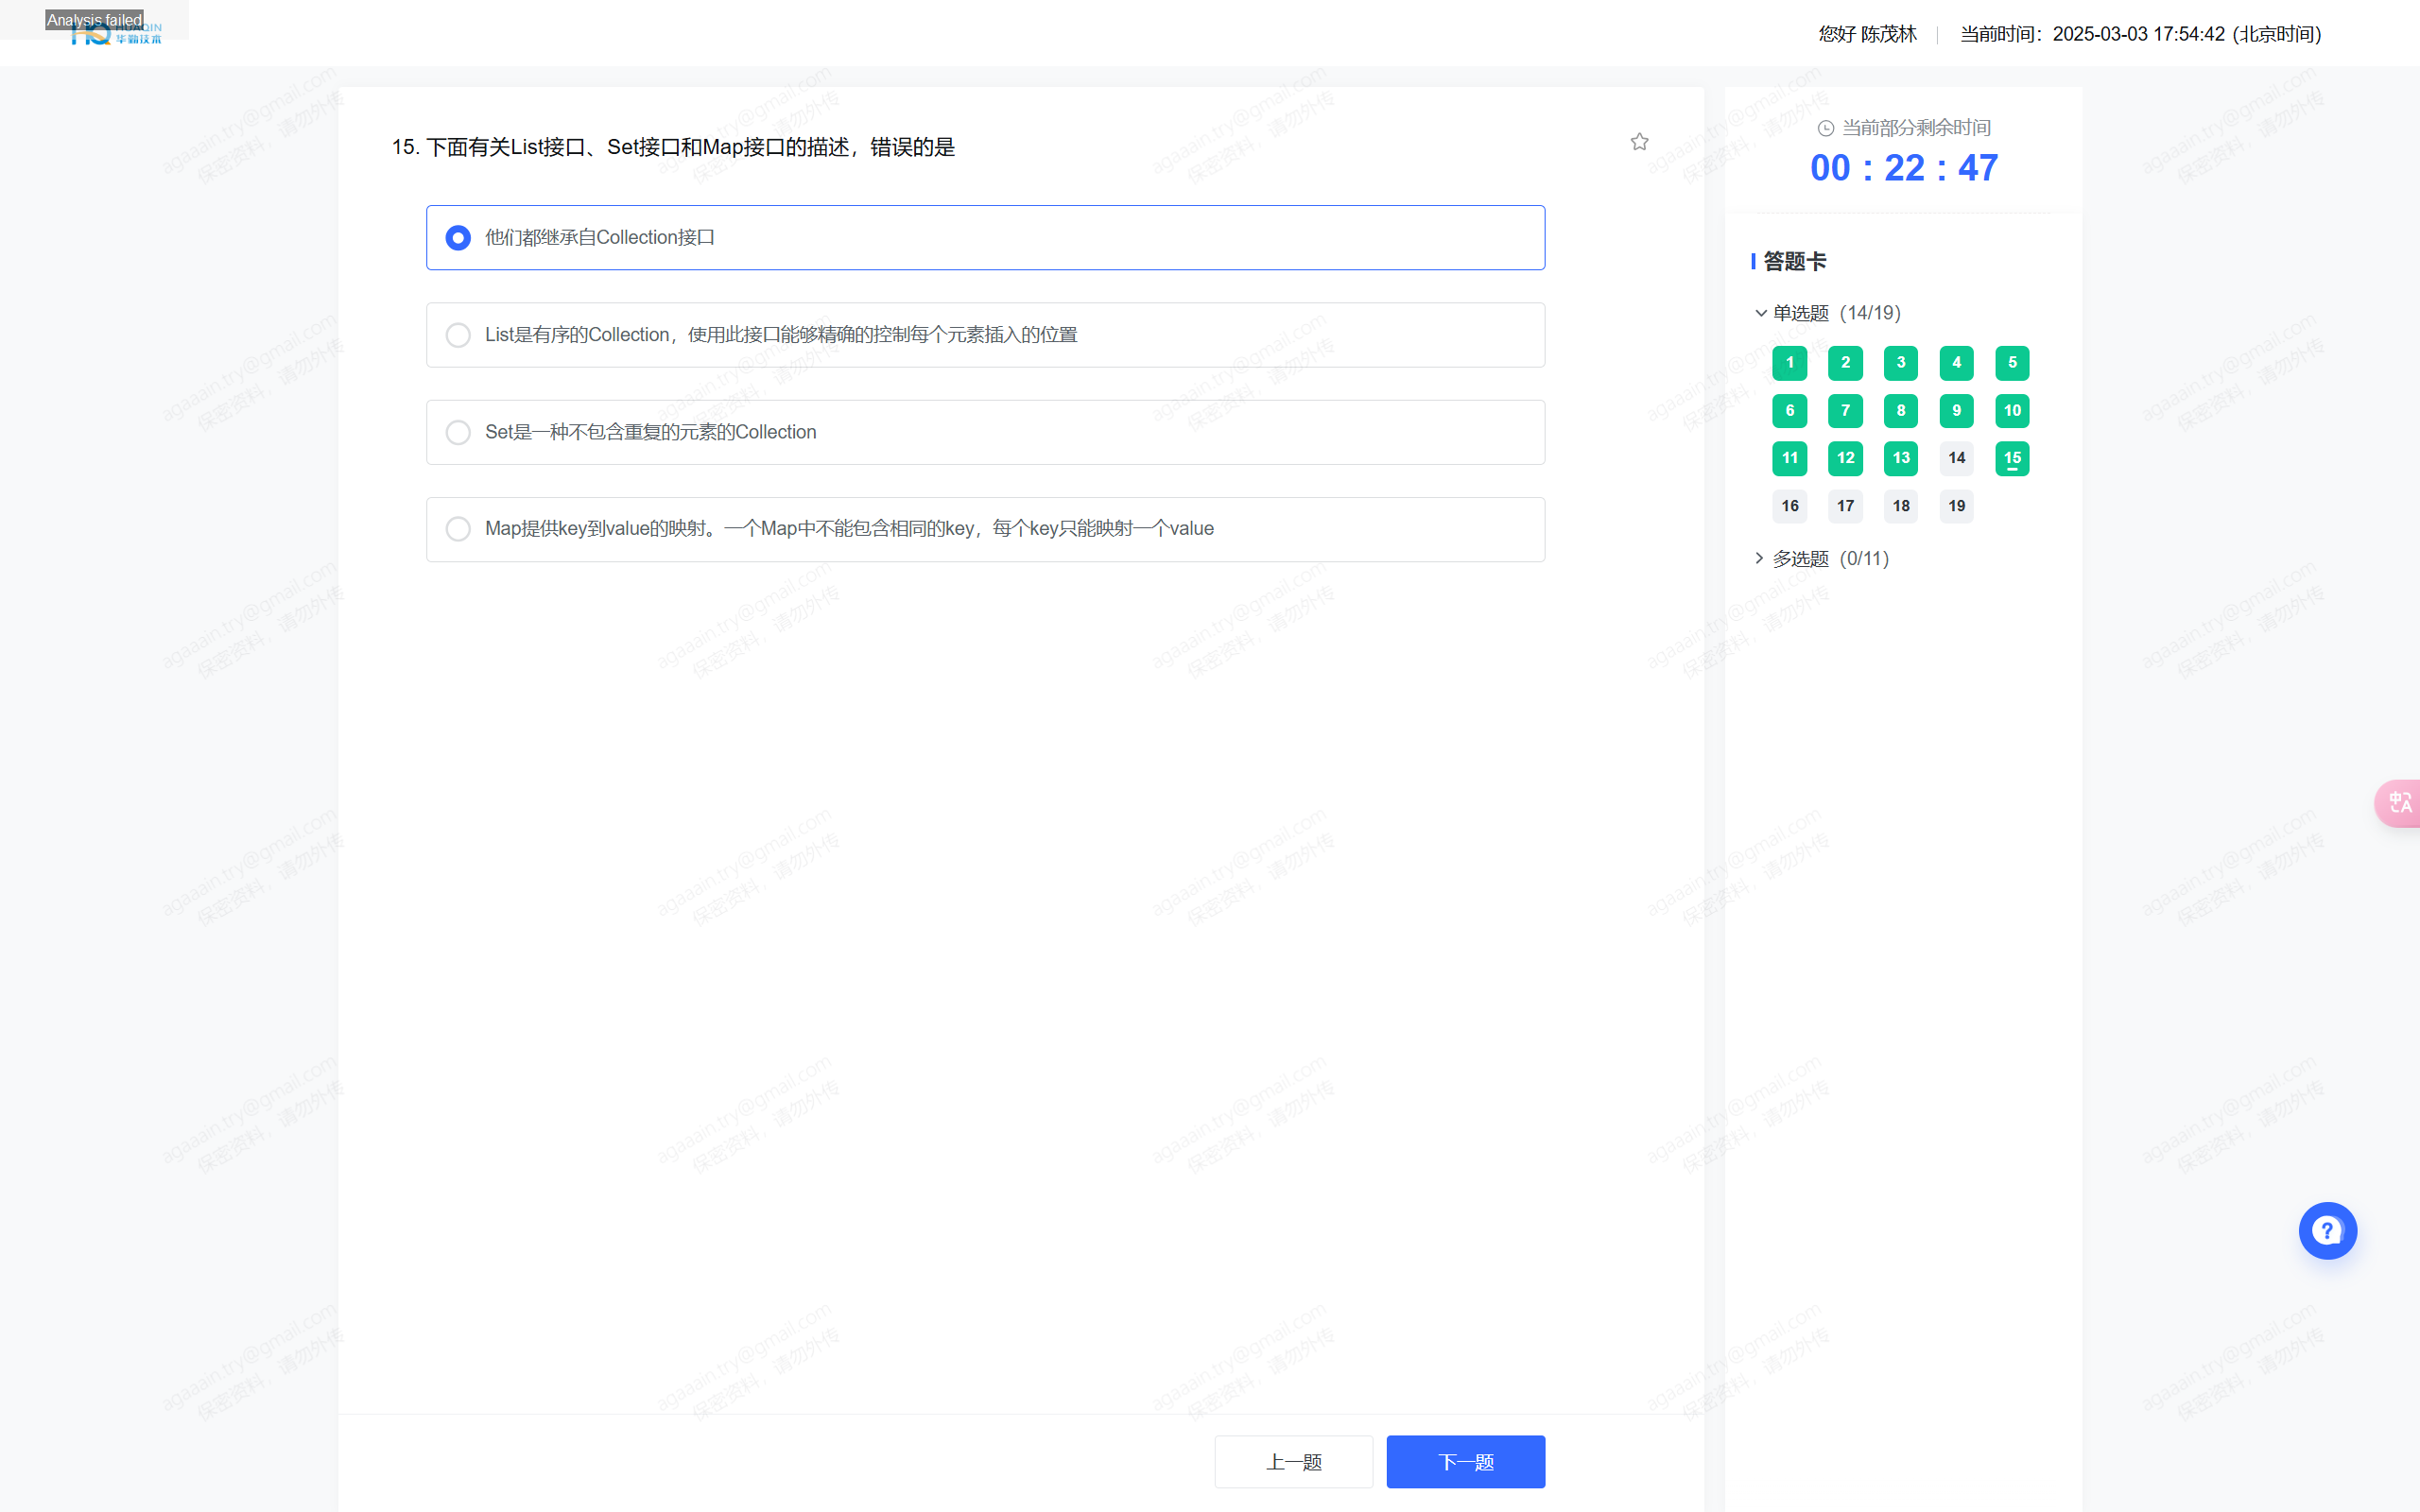 Analysis failed
HUAQIN
华勤技术
您好 陈茂林
当前时间：2025-03-03 17:54:42 (北京时间)
15. 下面有关List接口、Set接口和Map接口的描述，错误的是
他们都继承自Collection接口
List是有序的Collection，使用此接口能够精确的控制每个元素插入的位置
Set是一种不包含重复的元素的Collection
Map提供key到value的映射。一个Map中不能包含相同的key，每个key只能映射一个value
上一题
下一题
当前部分剩余时间
00 : 22 : 47
答题卡
单选题（14/19）
1 2 3 4 5
6 7 8 9 10
11 12 13 14 15
16 17 18 19
多选题（0/11）
中A
?
agaaain.try@gmail.com
保密资料，请勿外传